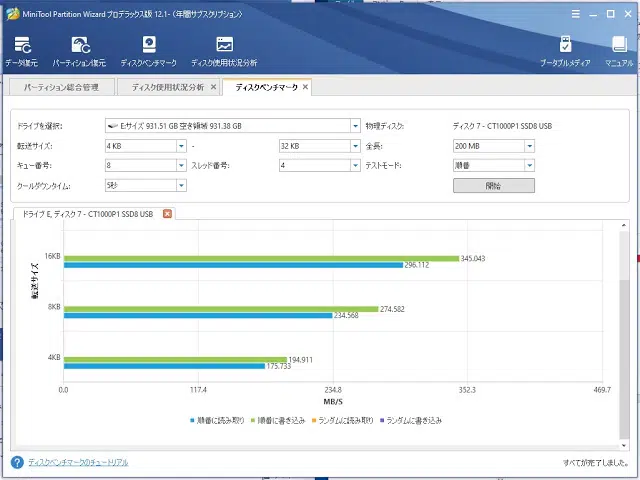 MiniTool Partition Wizard プロデラックス版 12.1-（年間サブスクリプション）
データ復元 パーティション復元 ディスクベンチマーク ディスク使用状況分析 ブータブルメディア マニュアル
パーティション総合管理 ディスク使用状況分析 ディスクベンチマーク
ドライブを選択: E:サイズ 931.51 GB 空き領域 931.38 GB 物理ディスク: ディスク 7 - CT1000P1 SSD8 USB
転送サイズ: 4 KB - 32 KB 全長: 200 MB
キュー番号: 8 スレッド番号: 4 テストモード: 順番
クールダウンタイム: 5秒 開始
ドライブ E, ディスク 7 - CT1000P1 SSD8 USB
転送サイズ
16KB 345.043
296.112
8KB 274.582
234.568
4KB 194.911
175.733
0.0 117.4 234.8 352.3 469.7
MB/S
順番に読み取り 順番に書き込み ランダムに読み取り ランダムに書き込み
ディスクベンチマークのチュートリアル すべてが完了しました。